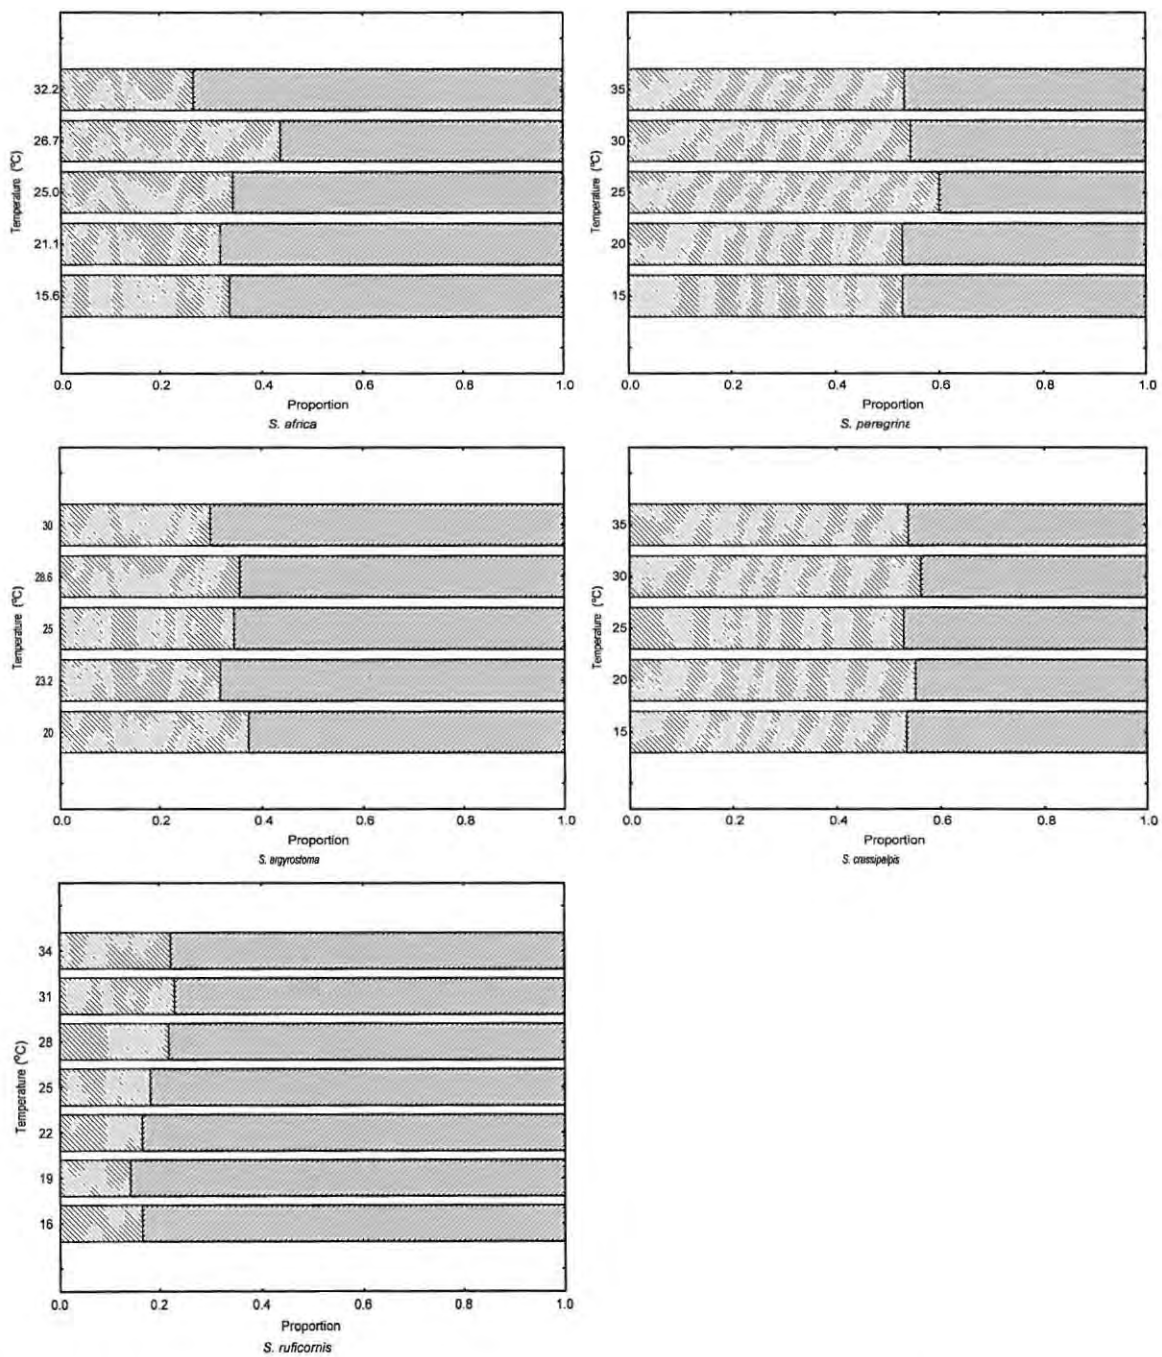 32.2
26.7
25.0
21.1
15.6
Temperature (°C)
0.0 0.2 0.4 0.6 0.8 1.0
Proportion
S. africa
35
30
25
20
15
Temperature (°C)
0.0 0.2 0.4 0.6 0.8 1.0
Proportion
S. peregrina
30
28.6
25
23.2
20
Temperature (°C)
0.0 0.2 0.4 0.6 0.8 1.0
Proportion
S. argyrostoma
35
30
25
20
15
Temperature (°C)
0.0 0.2 0.4 0.6 0.8 1.0
Proportion
S. crassipalpis
34
31
28
25
22
19
16
Temperature (°C)
0.0 0.2 0.4 0.6 0.8 1.0
Proportion
S. ruficornis